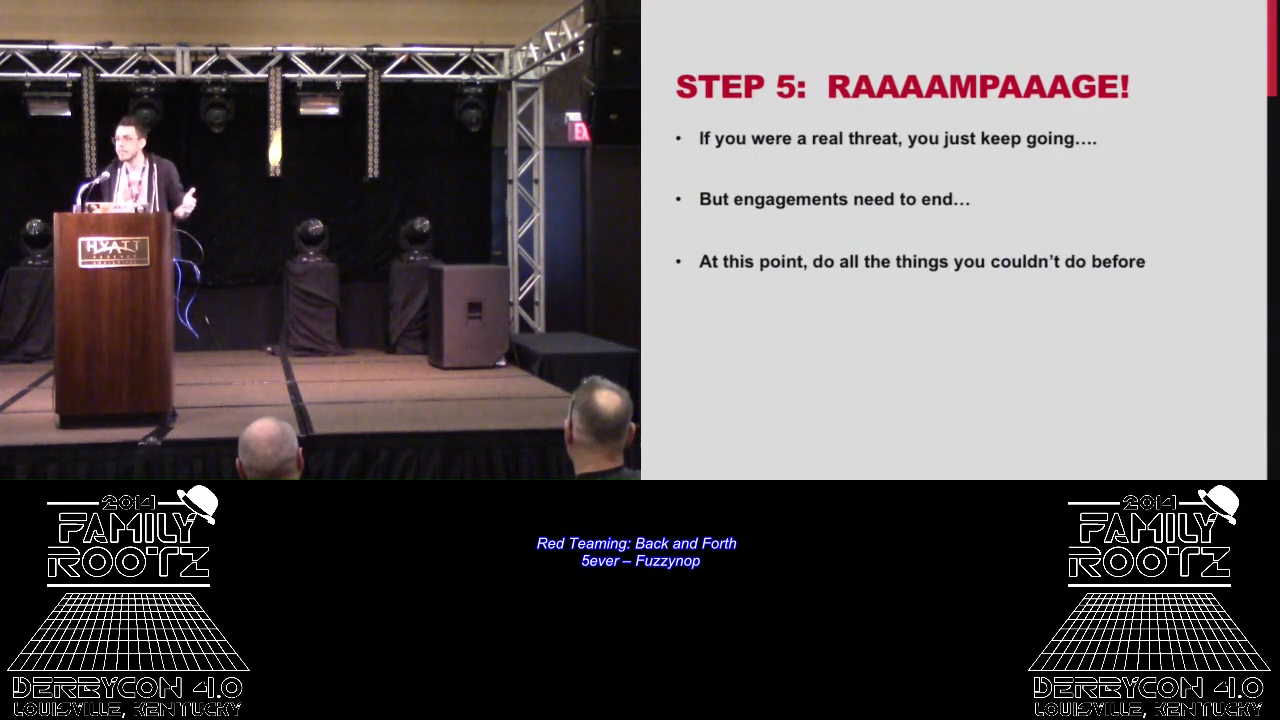 STEP 5: RAAAAMPAAAGE!
• If you were a real threat, you just keep going….
• But engagements need to end…
• At this point, do all the things you couldn't do before
HYATT
2014
FAMILY
ROOTZ
DERBYCON 4.0
LOUISVILLE, KENTUCKY
Red Teaming: Back and Forth
5ever – Fuzzynop
2014
FAMILY
ROOTZ
DERBYCON 4.0
LOUISVILLE, KENTUCKY